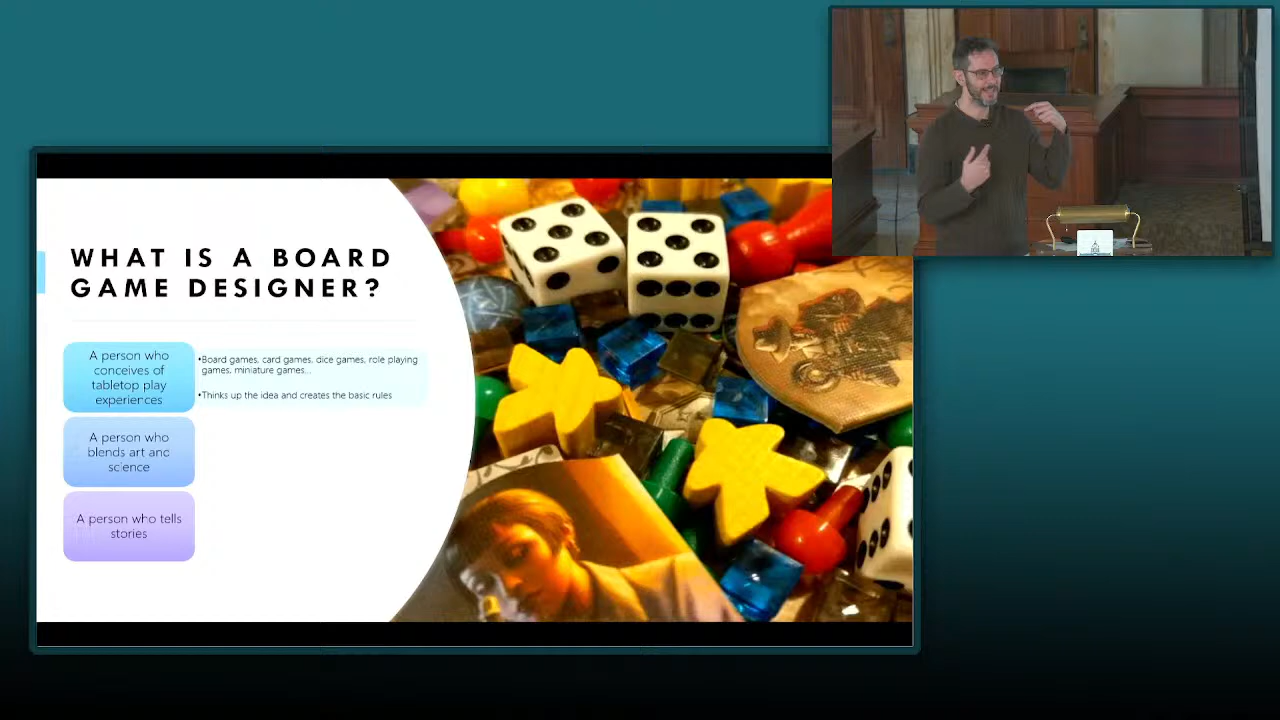 WHAT IS A BOARD
GAME DESIGNER?
A person who
conceives of
tabletop play
experiences
•Board games, card games, dice games, role playing
games, miniature games...
•Thinks up the idea and creates the basic rules
A person who
blends art and
science
A person who tells
stories